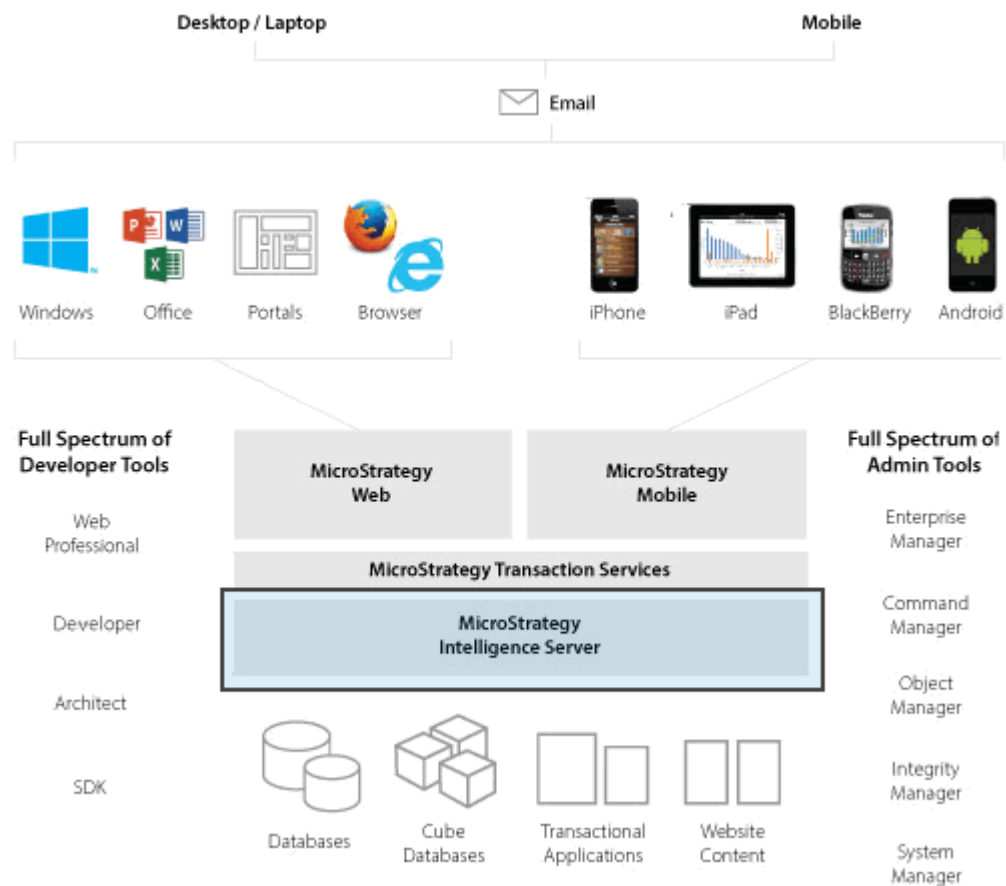 Desktop / Laptop
Mobile
Email
Windows
Office
Portals
Browser
iPhone
iPad
BlackBerry
Android
Full Spectrum of
Developer Tools
Web
Professional
Developer
Architect
SDK
MicroStrategy
Web
MicroStrategy
Mobile
MicroStrategy Transaction Services
MicroStrategy
Intelligence Server
Databases
Cube
Databases
Transactional
Applications
Website
Content
Full Spectrum of
Admin Tools
Enterprise
Manager
Command
Manager
Object
Manager
Integrity
Manager
System
Manager